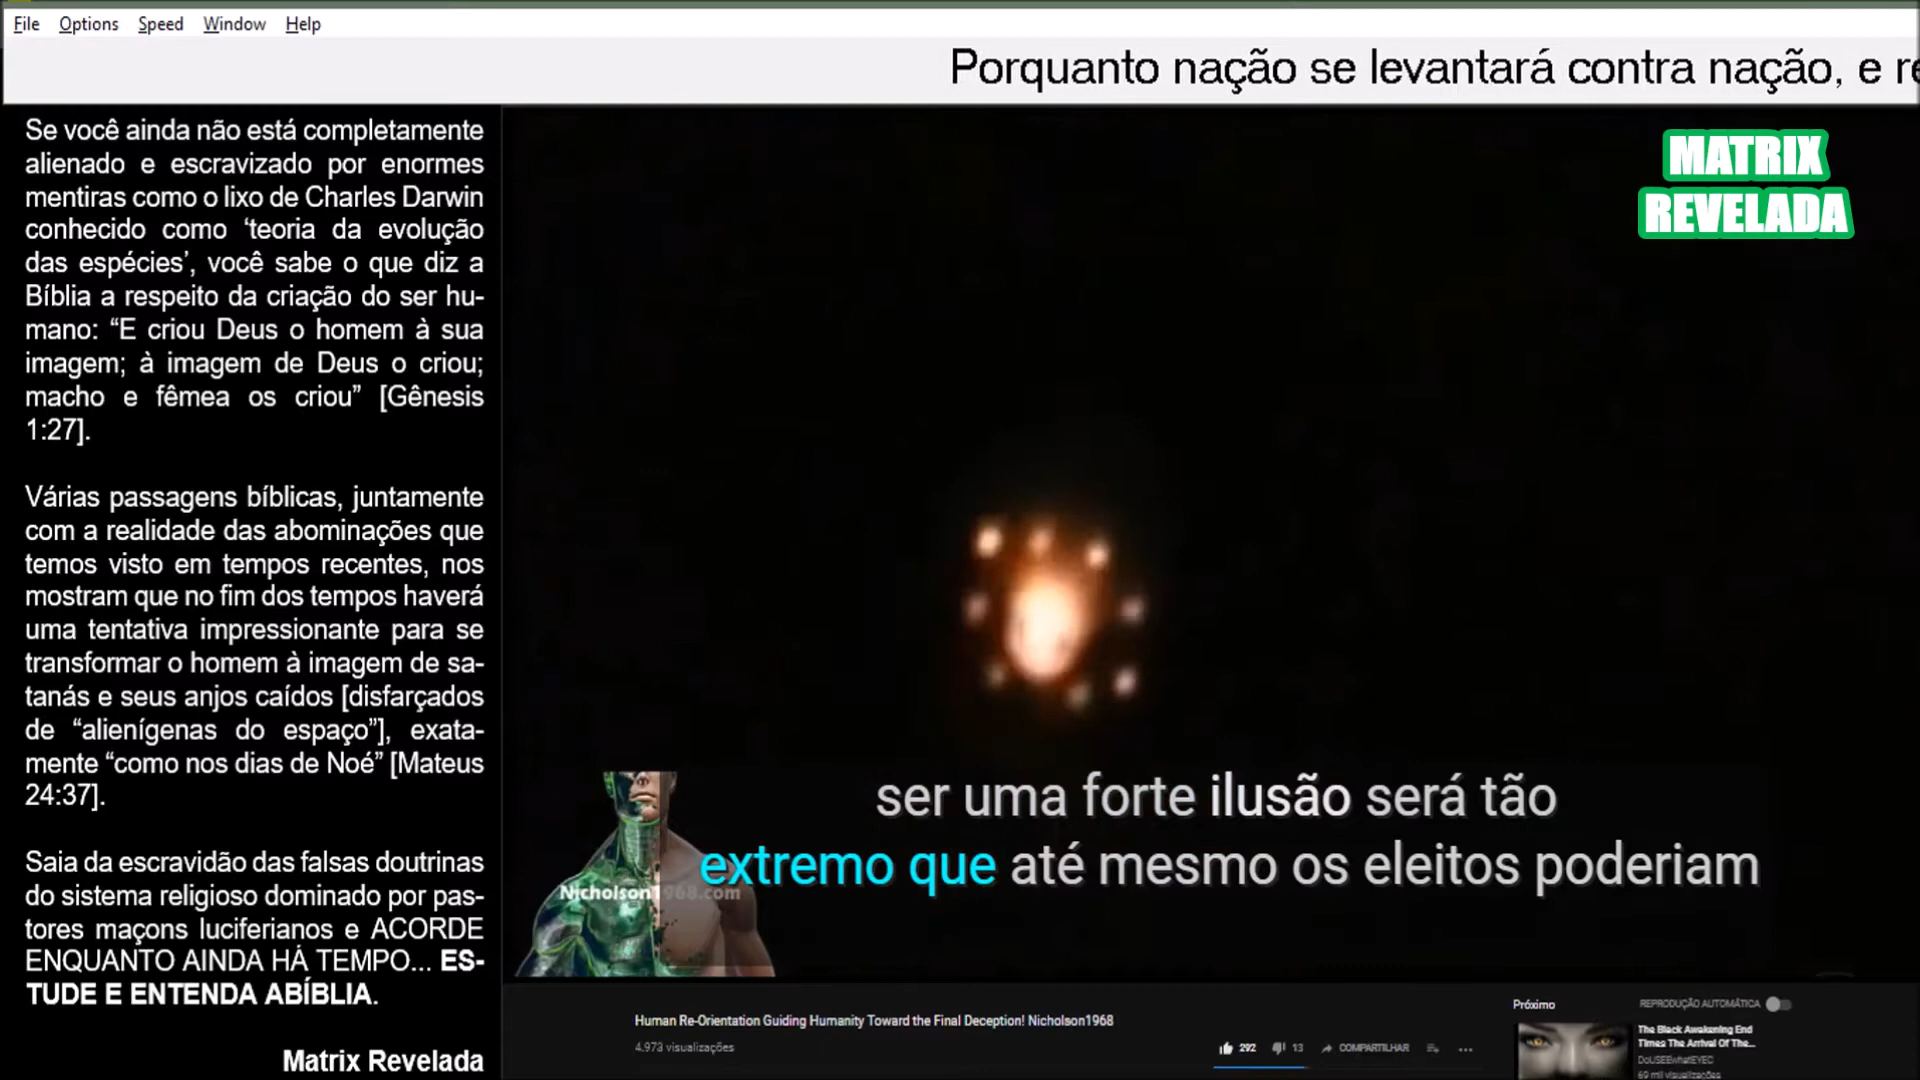 File Options Speed Window Help
Porquanto nação se levantará contra nação, e re
Se você ainda não está completamente
alienado e escravizado por enormes
mentiras como o lixo de Charles Darwin
conhecido como ‘teoria da evolução
das espécies’, você sabe o que diz a
Bíblia a respeito da criação do ser hu-
mano: “E criou Deus o homem à sua
imagem; à imagem de Deus o criou;
macho e fêmea os criou” [Gênesis
1:27].
Várias passagens bíblicas, juntamente
com a realidade das abominações que
temos visto em tempos recentes, nos
mostram que no fim dos tempos haverá
uma tentativa impressionante para se
transformar o homem à imagem de sa-
tanás e seus anjos caídos [disfarçados
de “alienígenas do espaço”], exata-
mente “como nos dias de Noé” [Mateus
24:37].
Saia da escravidão das falsas doutrinas
do sistema religioso dominado por pas-
tores maçons luciferianos e ACORDE
ENQUANTO AINDA HÁ TEMPO... ES-
TUDE E ENTENDA ABÍBLIA.
Matrix Revelada
MATRIX
REVELADA
ser uma forte ilusão será tão
extremo que até mesmo os eleitos poderiam
Nicholson1968.com
Human Re-Orientation Guiding Humanity Toward the Final Deception! Nicholson1968
4.973 visualizações
292 13 COMPARTILHAR
Próximo REPRODUÇÃO AUTOMÁTICA
The Black Awakening End
Times The Arrival Of The...
DoUSEEwhatEYEC
69 mil visualizações